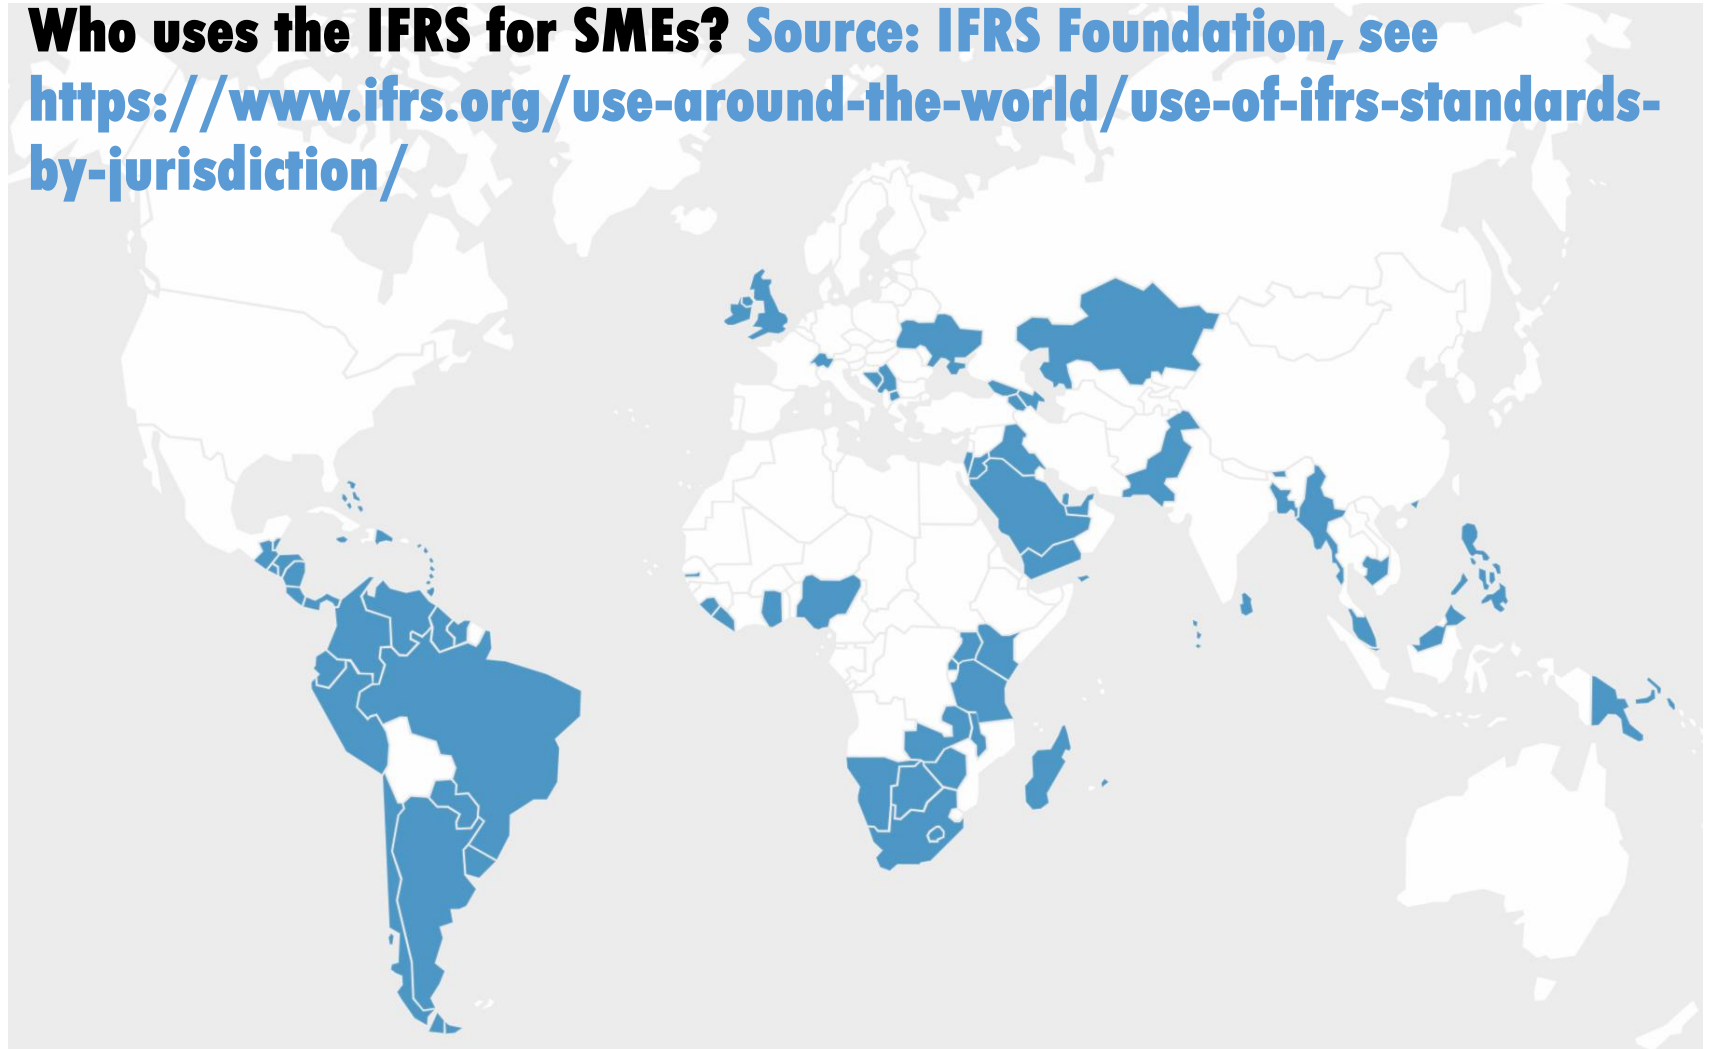 Who uses the IFRS for SMEs? Source: IFRS Foundation, see
https://www.ifrs.org/use-around-the-world/use-of-ifrs-standards-
by-jurisdiction/